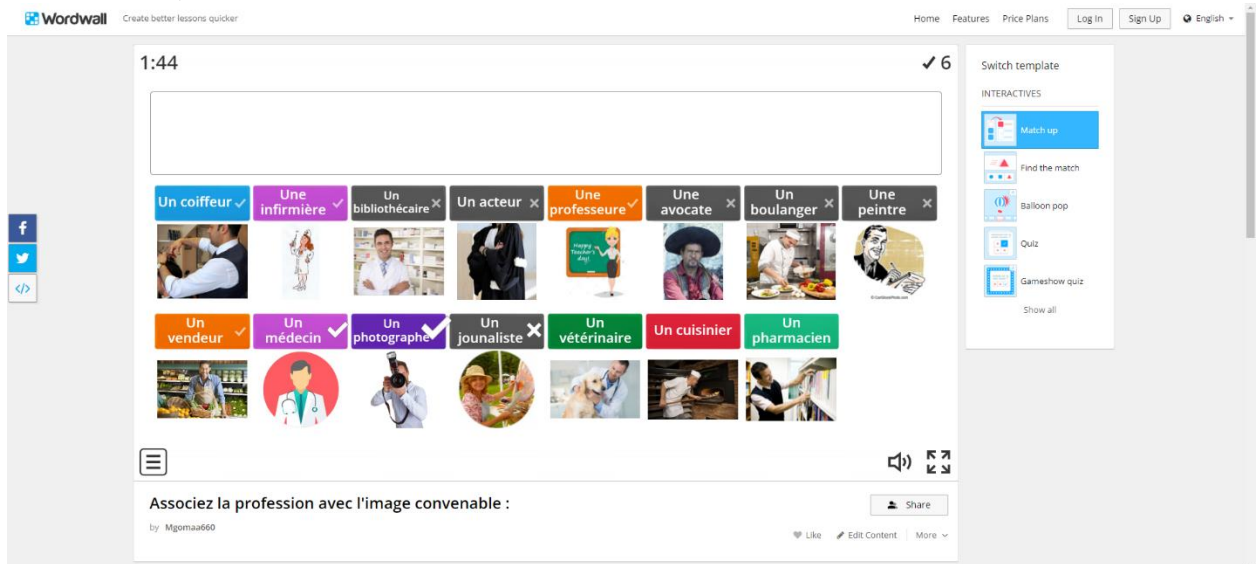 Wordwall Create better lessons quicker Home Features Price Plans Log In Sign Up English
1:44
6
Un coiffeur
Une
infirmière
Un
bibliothécaire
Un acteur
Une
professeure
Une
avocate
Un
boulanger
Une
peintre
Happy
Teacher's
day!
Un
vendeur
Un
médecin
Un
photographe
Un
jounaliste
Un
vétérinaire
Un cuisinier
Un
pharmacien
Associez la profession avec l'image convenable :
by Mgomaa660
Share
Like Edit Content More
Switch template
INTERACTIVES
Match up
Find the match
Balloon pop
Quiz
Gameshow quiz
Show all